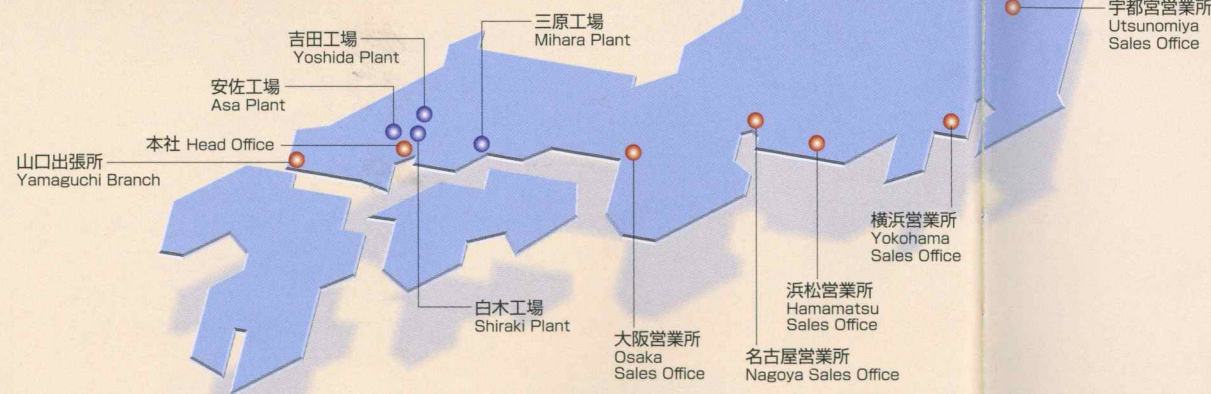 三原工場
Mihara Plant
吉田工場
Yoshida Plant
安佐工場
Asa Plant
本社 Head Office
山口出張所
Yamaguchi Branch
白木工場
Shiraki Plant
大阪営業所
Osaka
Sales Office
名古屋営業所
Nagoya Sales Office
浜松営業所
Hamamatsu
Sales Office
横浜営業所
Yokohama
Sales Office
宇都宮営業所
Utsunomiya
Sales Office